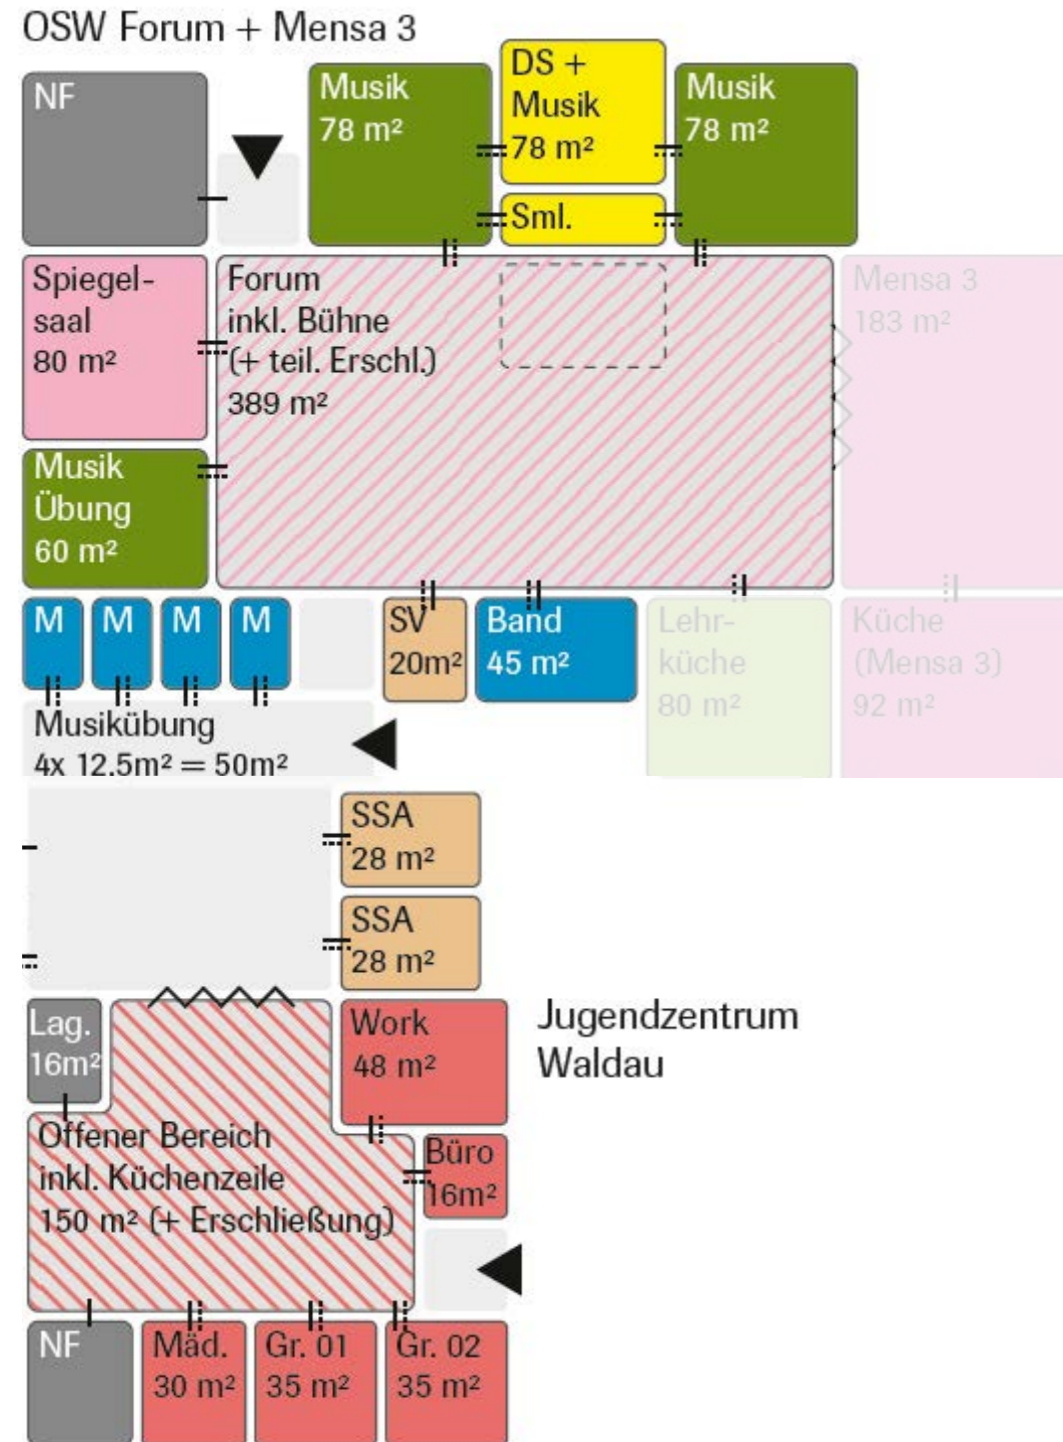 OSW Forum + Mensa 3
NF
Musik
78 m²
DS +
Musik
78 m²
Sml.
Musik
78 m²
Spiegel-
saal
80 m²
Forum
inkl. Bühne
(+ teil. Erschl.)
389 m²
Mensa 3
183 m²
Musik
Übung
60 m²
M
M
M
M
SV
20m²
Band
45 m²
Lehr-
küche
80 m²
Küche
(Mensa 3)
92 m²
Musikübung
4x 12.5m² = 50m²
SSA
28 m²
SSA
28 m²
Lag.
16m²
Work
48 m²
Jugendzentrum
Waldau
Offener Bereich
inkl. Küchenzeile
150 m² (+ Erschließung)
Büro
16m²
NF
Mäd.
30 m²
Gr. 01
35 m²
Gr. 02
35 m²